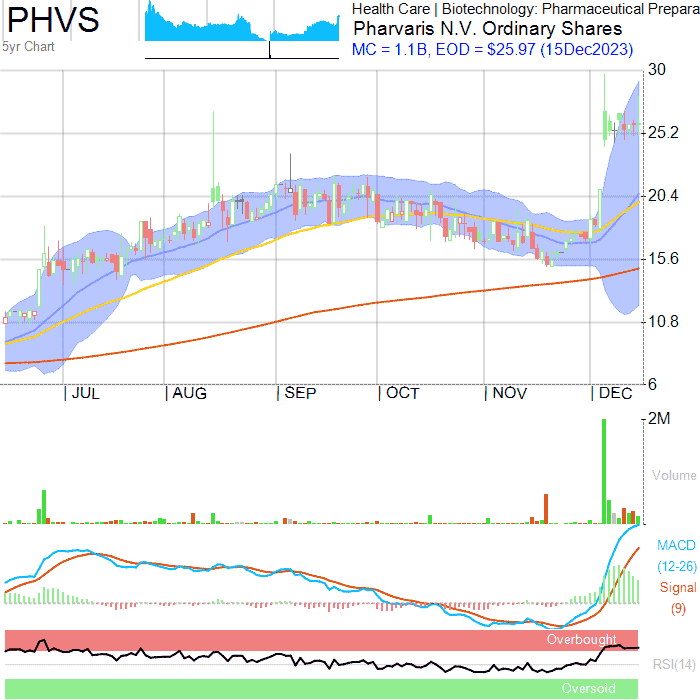 PHVS
5yr Chart
Health Care | Biotechnology: Pharmaceutical Prepara
Pharvaris N.V. Ordinary Shares
MC = 1.1B, EOD = $25.97 (15Dec2023)
30
25.2
20.4
15.6
10.8
6
JUL AUG SEP OCT NOV DEC
2M
Volume
MACD
(12-26)
Signal
(9)
Overbought
RSI(14)
Oversold